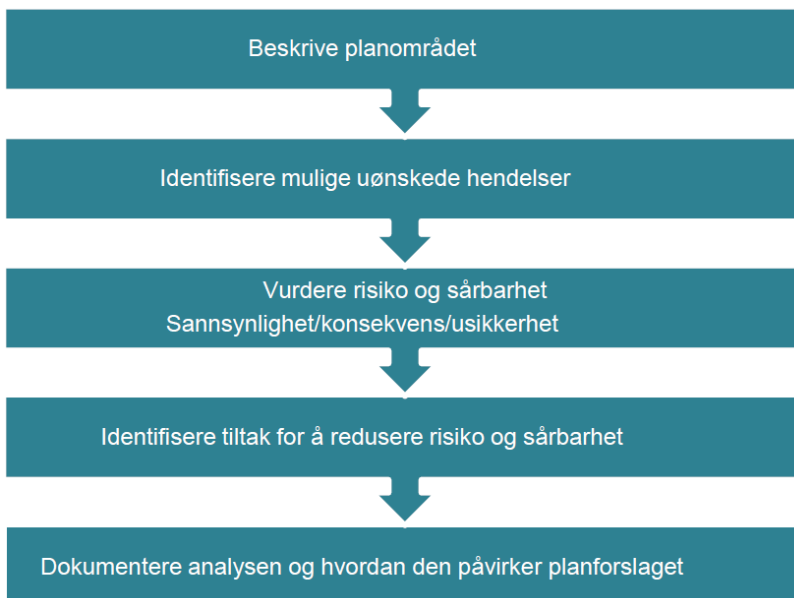 Beskrive planområdet
Identifisere mulige uønskede hendelser
Vurdere risiko og sårbarhet
Sannsynlighet/konsekvens/usikkerhet
Identifisere tiltak for å redusere risiko og sårbarhet
Dokumentere analysen og hvordan den påvirker planforslaget